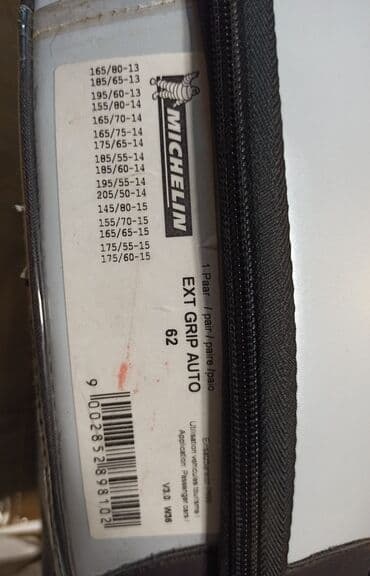 165/80-13
185/65-13
195/60-13
155/80-14
165/70-14
165/75-14
175/65-14
185/55-14
185/60-14
195/55-14
205/50-14
145/80-15
155/70-15
165/65-15
175/55-15
175/60-15
MICHELIN
1 Paar / pair / paire /paio
EXT GRIP AUTO
62
Utilisation vehicules tourisme /
Application: Passenger cars /
V3.0 W36
9 002852 898102